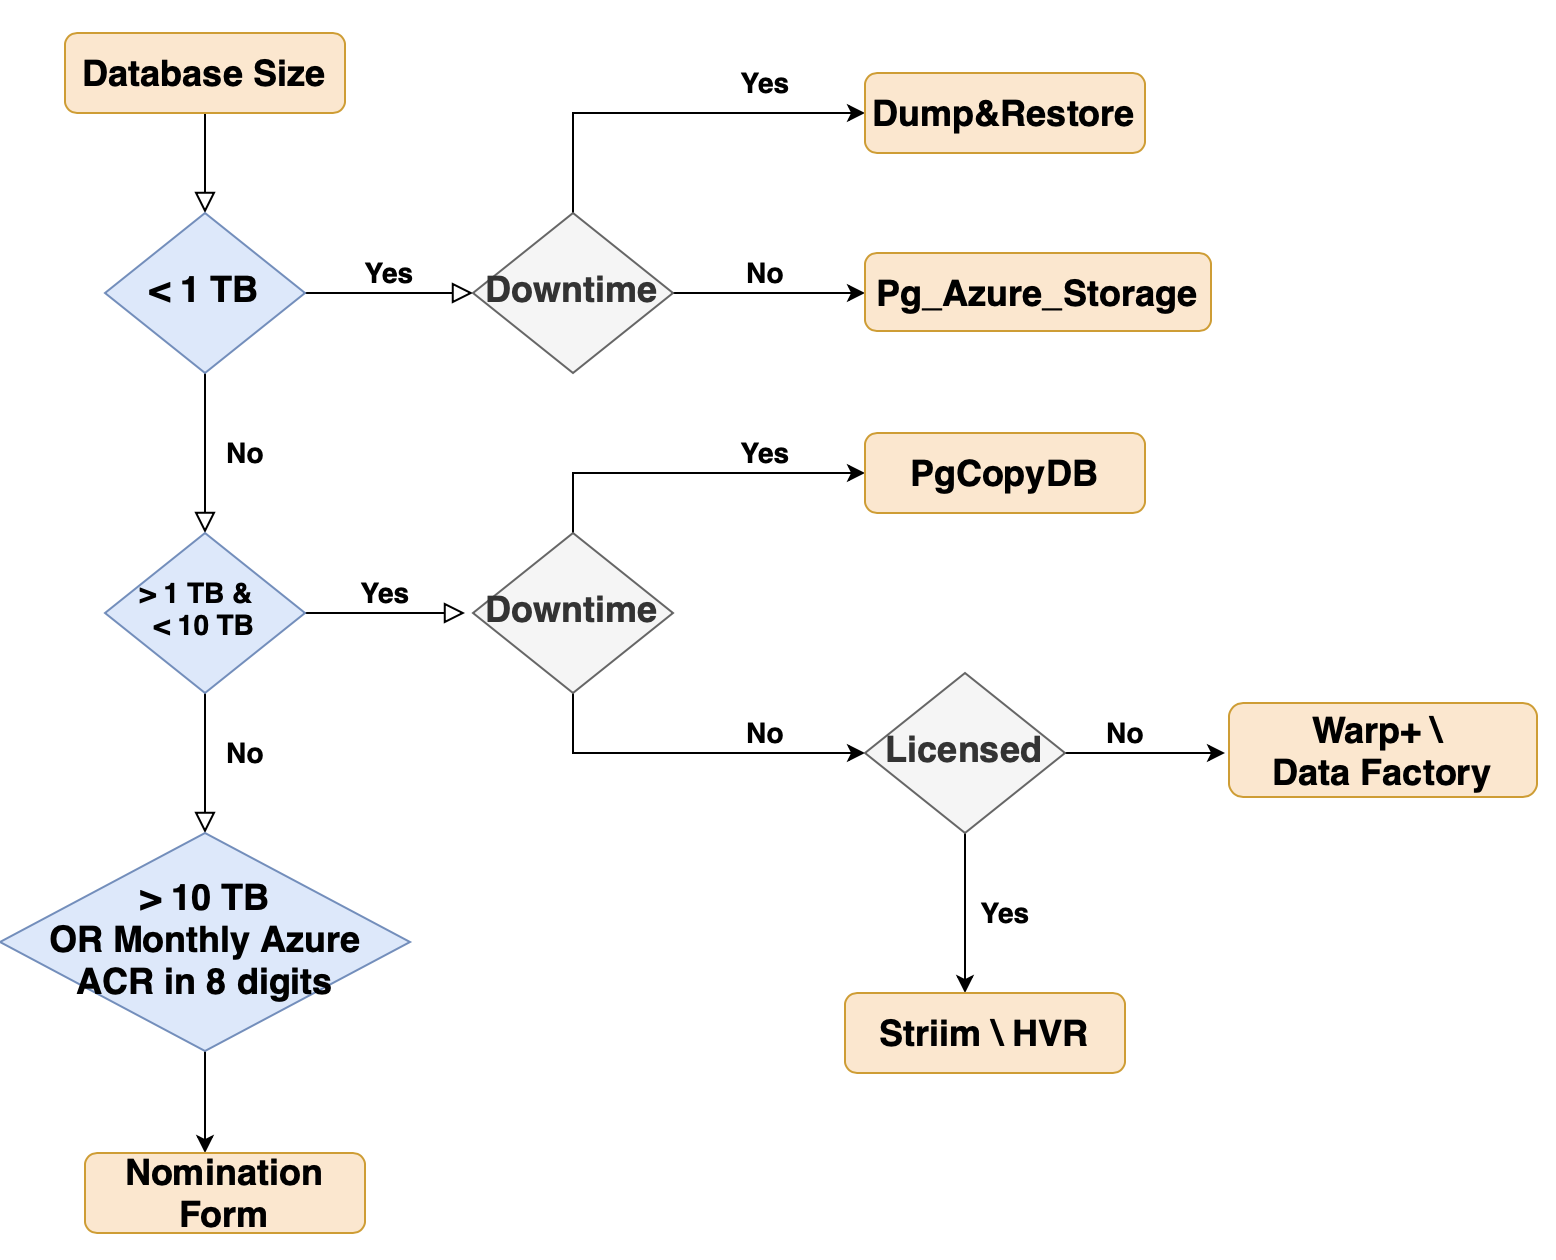 Database Size
Yes
Dump&Restore
< 1 TB
Yes
Downtime
No
Pg_Azure_Storage
No
Yes
PgCopyDB
> 1 TB &
< 10 TB
Yes
Downtime
No
No
Licensed
No
Warp+ \
Data Factory
> 10 TB
OR Monthly Azure
ACR in 8 digits
Yes
Striim \ HVR
Nomination
Form